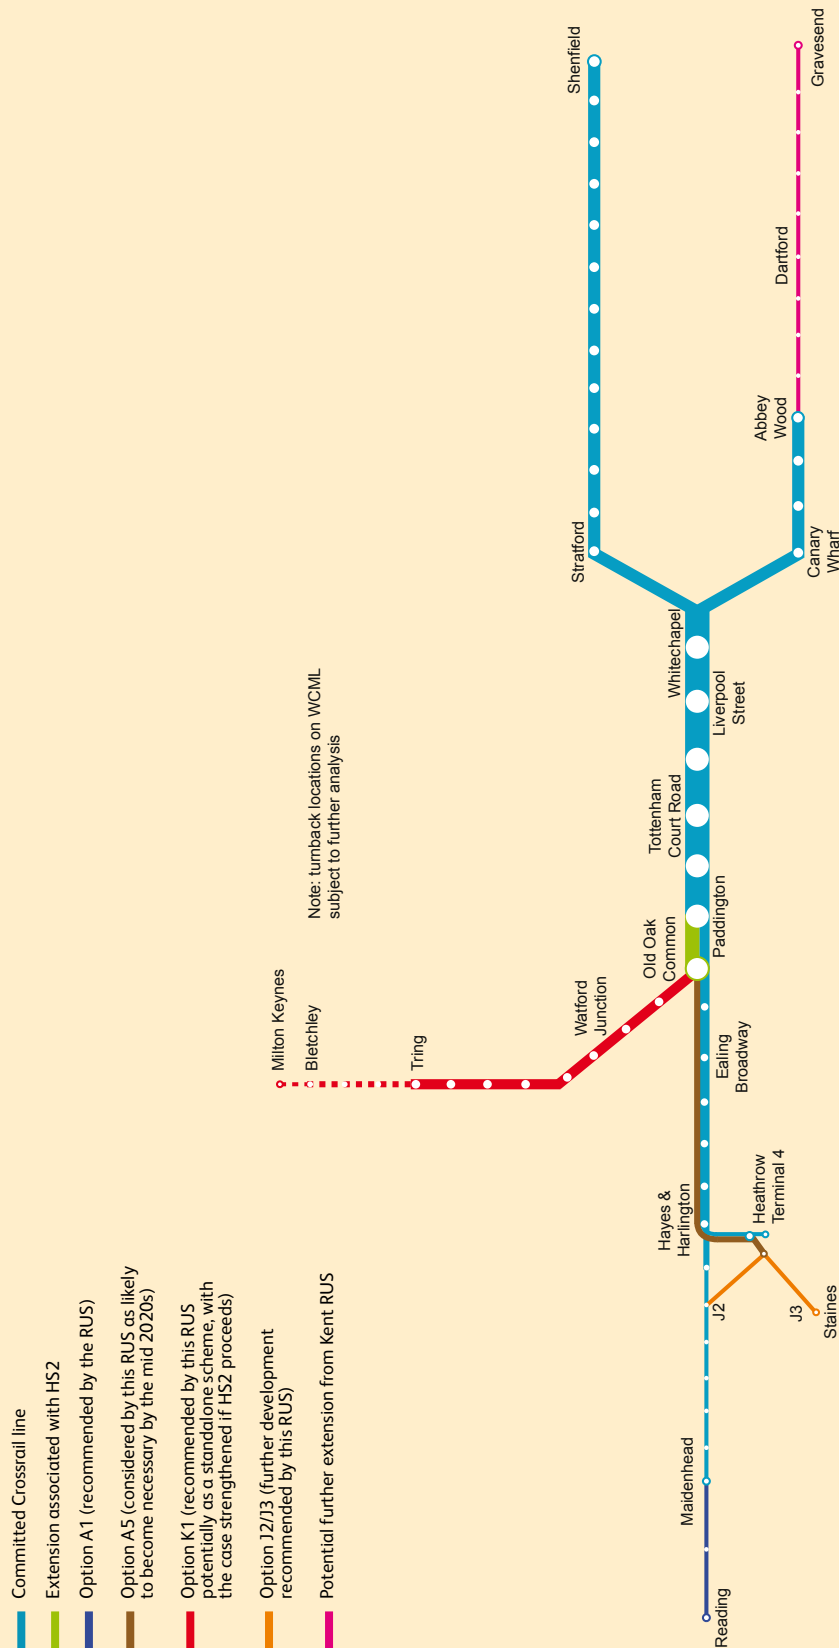 Committed Crossrail line
Extension associated with HS2
Option A1 (recommended by the RUS)
Option A5 (considered by this RUS as likely
to become necessary by the mid 2020s)
Option K1 (recommended by this RUS
potentially as a standalone scheme, with
the case strengthened if HS2 proceeds)
Option J2/J3 (further development
recommended by this RUS)
Potential further extension from Kent RUS
Milton Keynes
Bletchley
Note: turnback locations on WCML
subject to further analysis
Tring
Watford
Junction
Old Oak
Common
Tottenham
Court Road
Whitechapel
Stratford
Shenfield
Reading
Maidenhead
Hayes &
Harlington
Ealing
Broadway
Paddington
Liverpool
Street
J2
Heathrow
Terminal 4
J3
Staines
Canary
Wharf
Abbey
Wood
Dartford
Gravesend